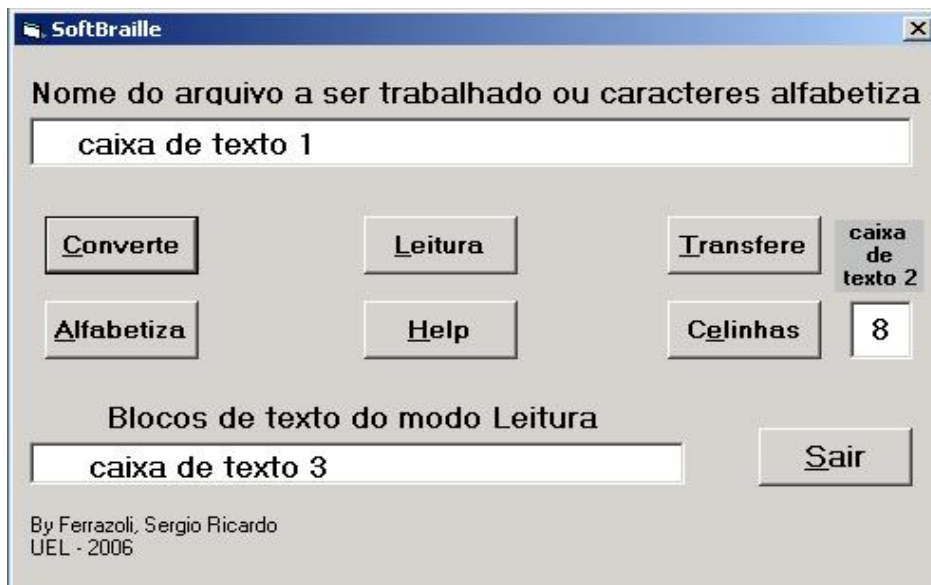 SoftBraille
Nome do arquivo a ser trabalhado ou caracteres alfabetiza
caixa de texto 1
Converte
Leitura
Transfere
caixa
de
texto 2
Alfabetiza
Help
Celinhas
8
Blocos de texto do modo Leitura
caixa de texto 3
Sair
By Ferrazoli, Sergio Ricardo
UEL - 2006